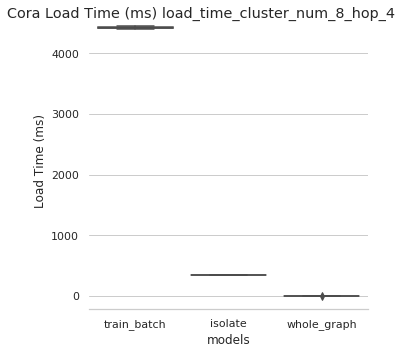 Cora Load Time (ms) load_time_cluster_num_8_hop_4
4000
3000
2000
1000
0
Load Time (ms)
train_batch isolate whole_graph
models